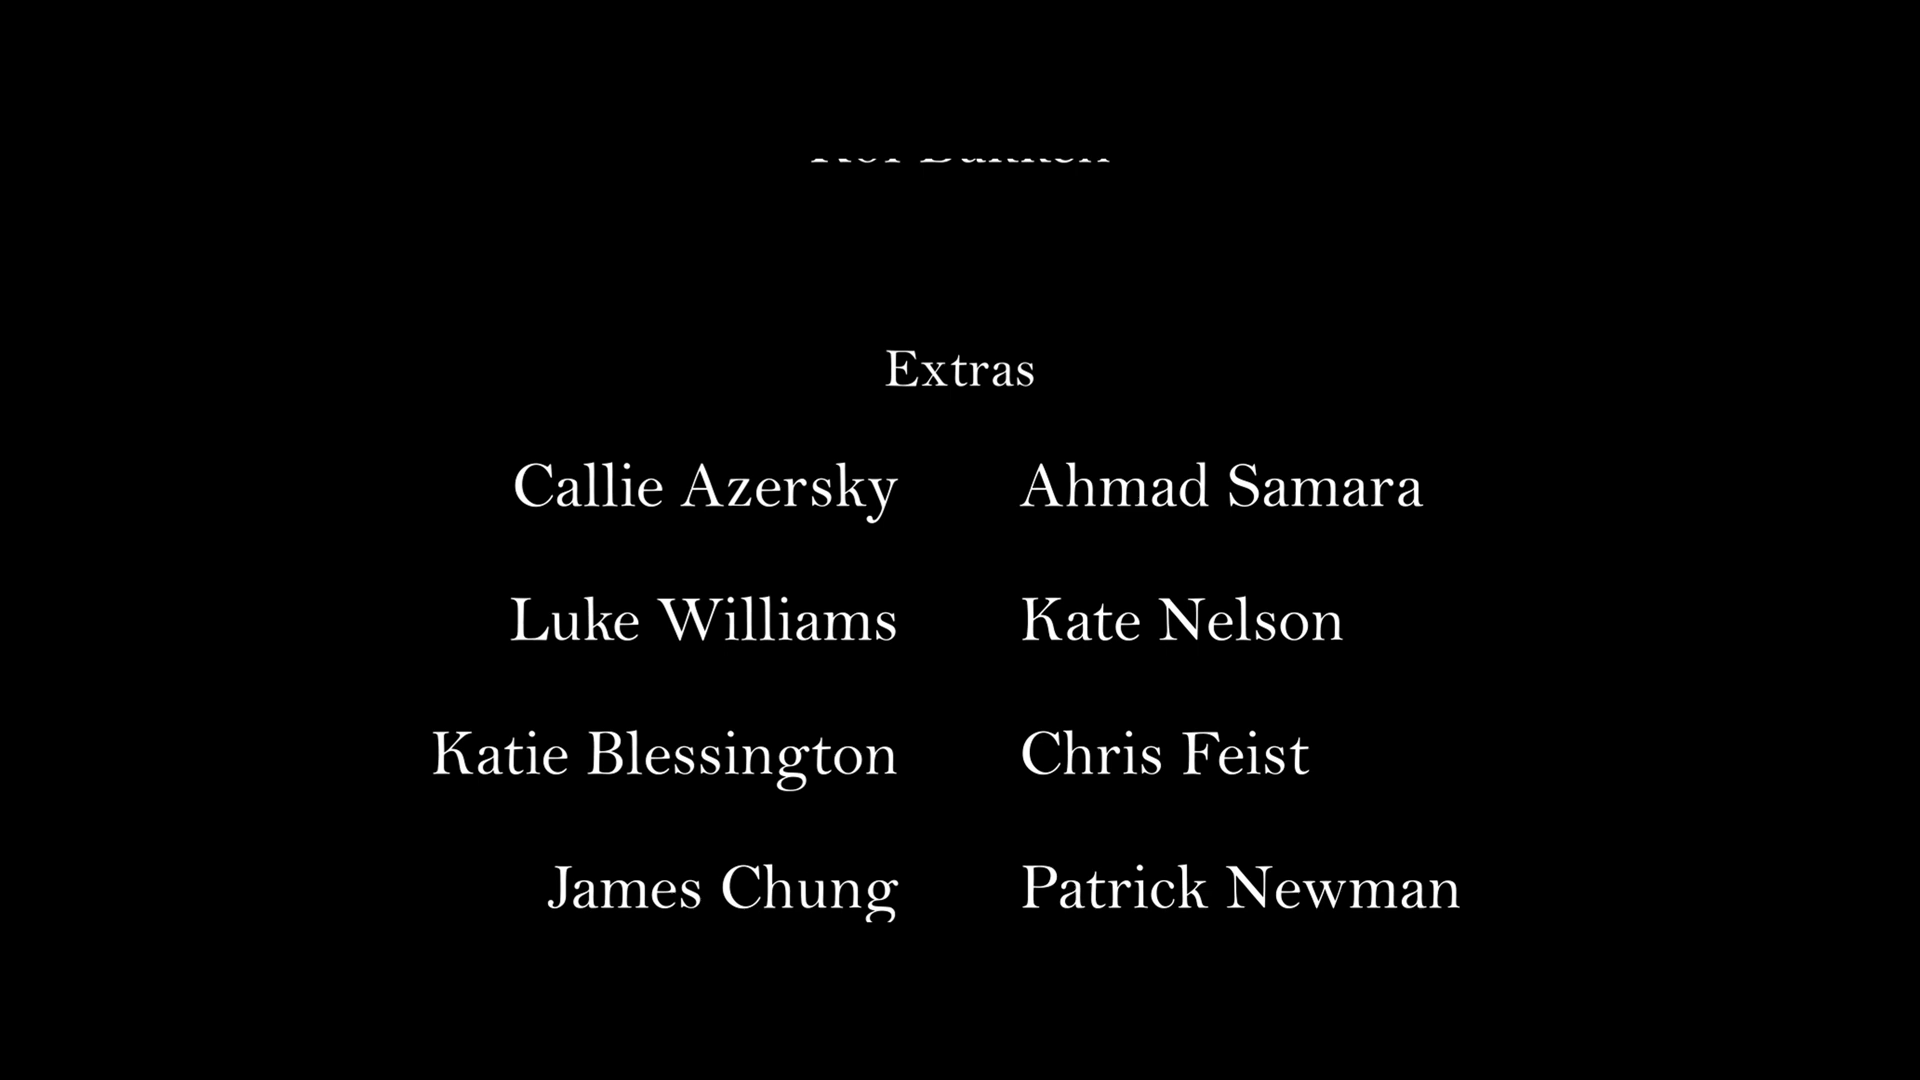 Extras
Callie Azersky Ahmad Samara
Luke Williams Kate Nelson
Katie Blessington Chris Feist
James Chung Patrick Newman